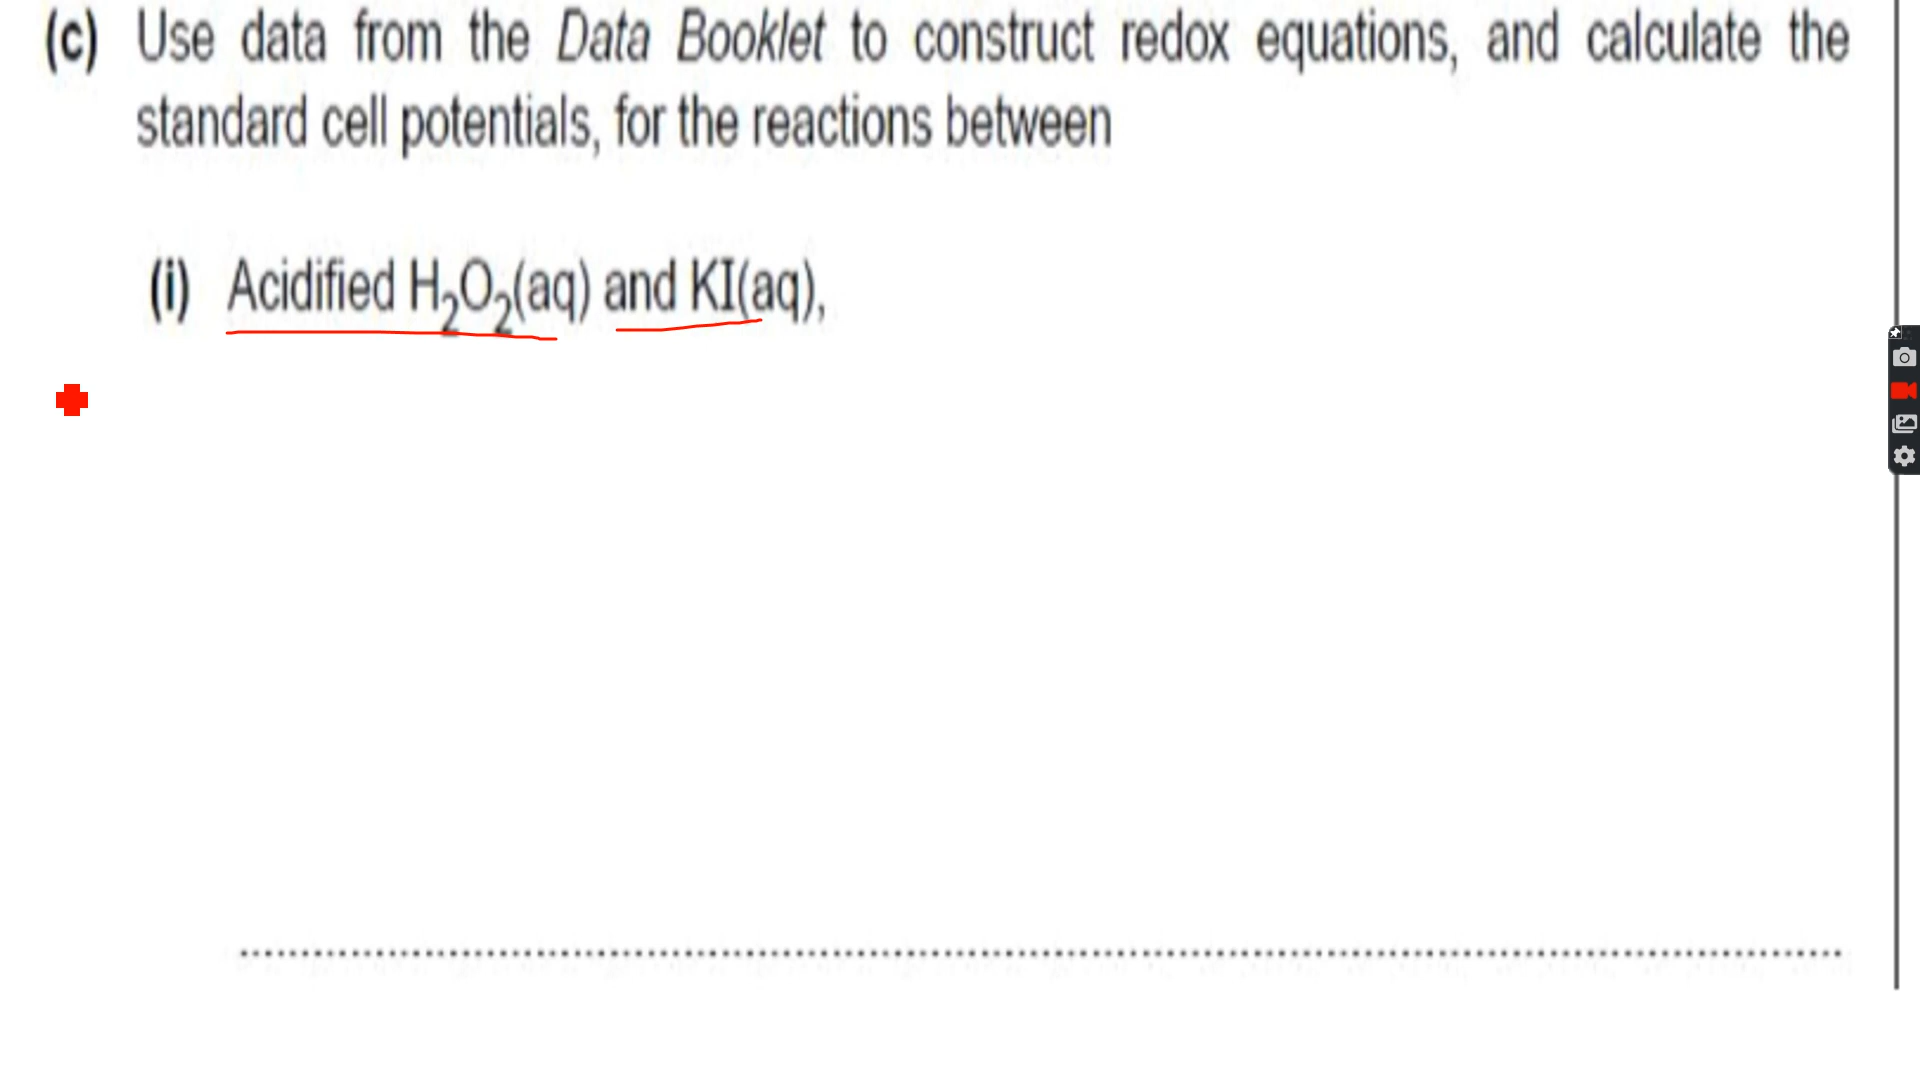 (c) Use data from the Data Booklet to construct redox equations, and calculate the
standard cell potentials, for the reactions between
(i) Acidified H₂O₂(aq) and KI(aq),